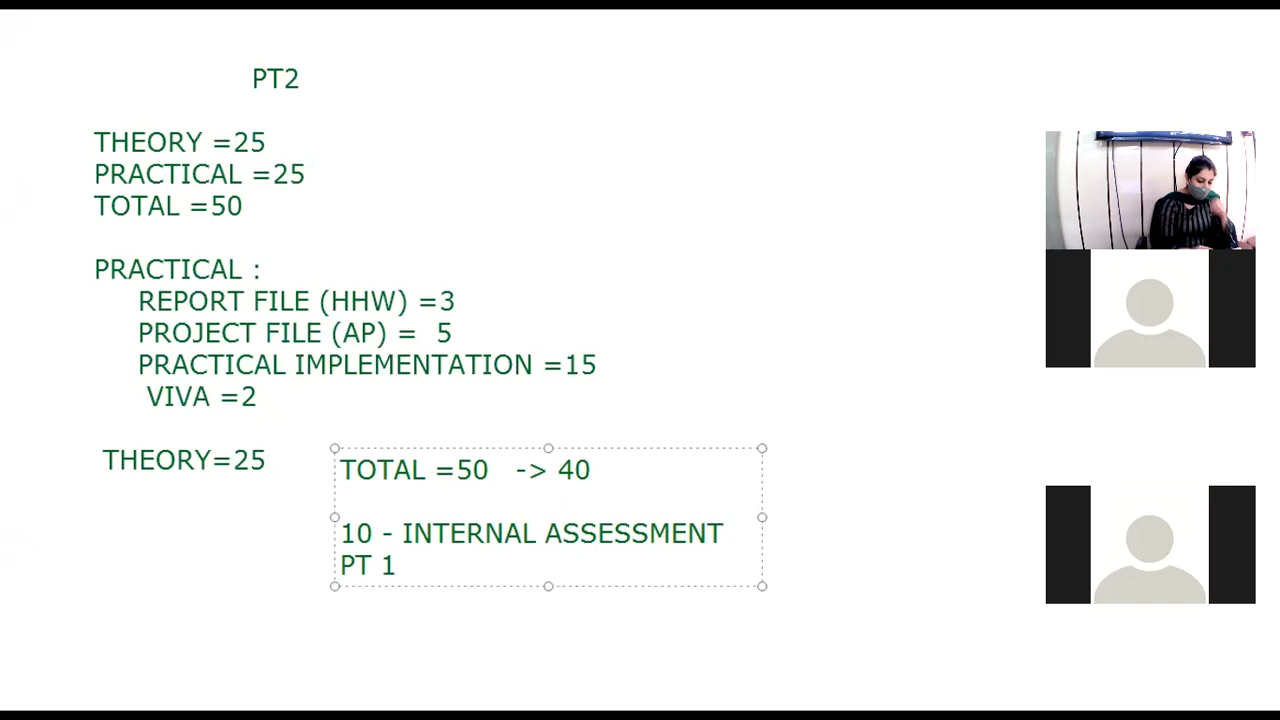 PT2
THEORY =25
PRACTICAL =25
TOTAL =50
PRACTICAL :
REPORT FILE (HHW) =3
PROJECT FILE (AP) =  5
PRACTICAL IMPLEMENTATION =15
VIVA =2
THEORY=25
TOTAL =50   -> 40
10 - INTERNAL ASSESSMENT
PT 1